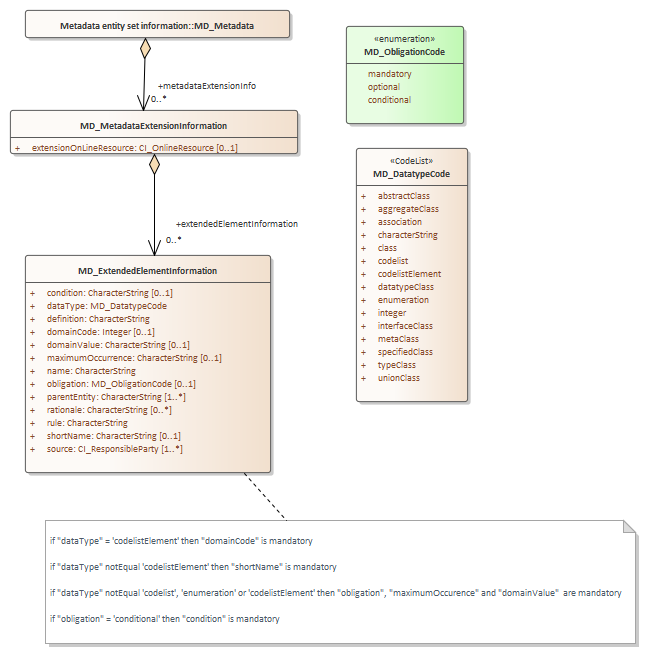 Metadata entity set information::MD_Metadata
+metadataExtensionInfo
0..*
MD_MetadataExtensionInformation
+ extensionOnLineResource: CI_OnlineResource [0..1]
+extendedElementInformation
0..*
MD_ExtendedElementInformation
+ condition: CharacterString [0..1]
+ dataType: MD_DatatypeCode
+ definition: CharacterString
+ domainCode: Integer [0..1]
+ domainValue: CharacterString [0..1]
+ maximumOccurrence: CharacterString [0..1]
+ name: CharacterString
+ obligation: MD_ObligationCode [0..1]
+ parentEntity: CharacterString [1..*]
+ rationale: CharacterString [0..*]
+ rule: CharacterString
+ shortName: CharacterString [0..1]
+ source: CI_ResponsibleParty [1..*]
«enumeration»
MD_ObligationCode
mandatory
optional
conditional
«CodeList»
MD_DatatypeCode
+ abstractClass
+ aggregateClass
+ association
+ characterString
+ class
+ codelist
+ codelistElement
+ datatypeClass
+ enumeration
+ integer
+ interfaceClass
+ metaClass
+ specifiedClass
+ typeClass
+ unionClass
if "dataType" = 'codelistElement' then "domainCode" is mandatory
if "dataType" notEqual 'codelistElement' then "shortName" is mandatory
if "dataType" notEqual 'codelist', 'enumeration' or 'codelistElement' then "obligation", "maximumOccurence" and "domainValue" are mandatory
if "obligation" = 'conditional' then "condition" is mandatory